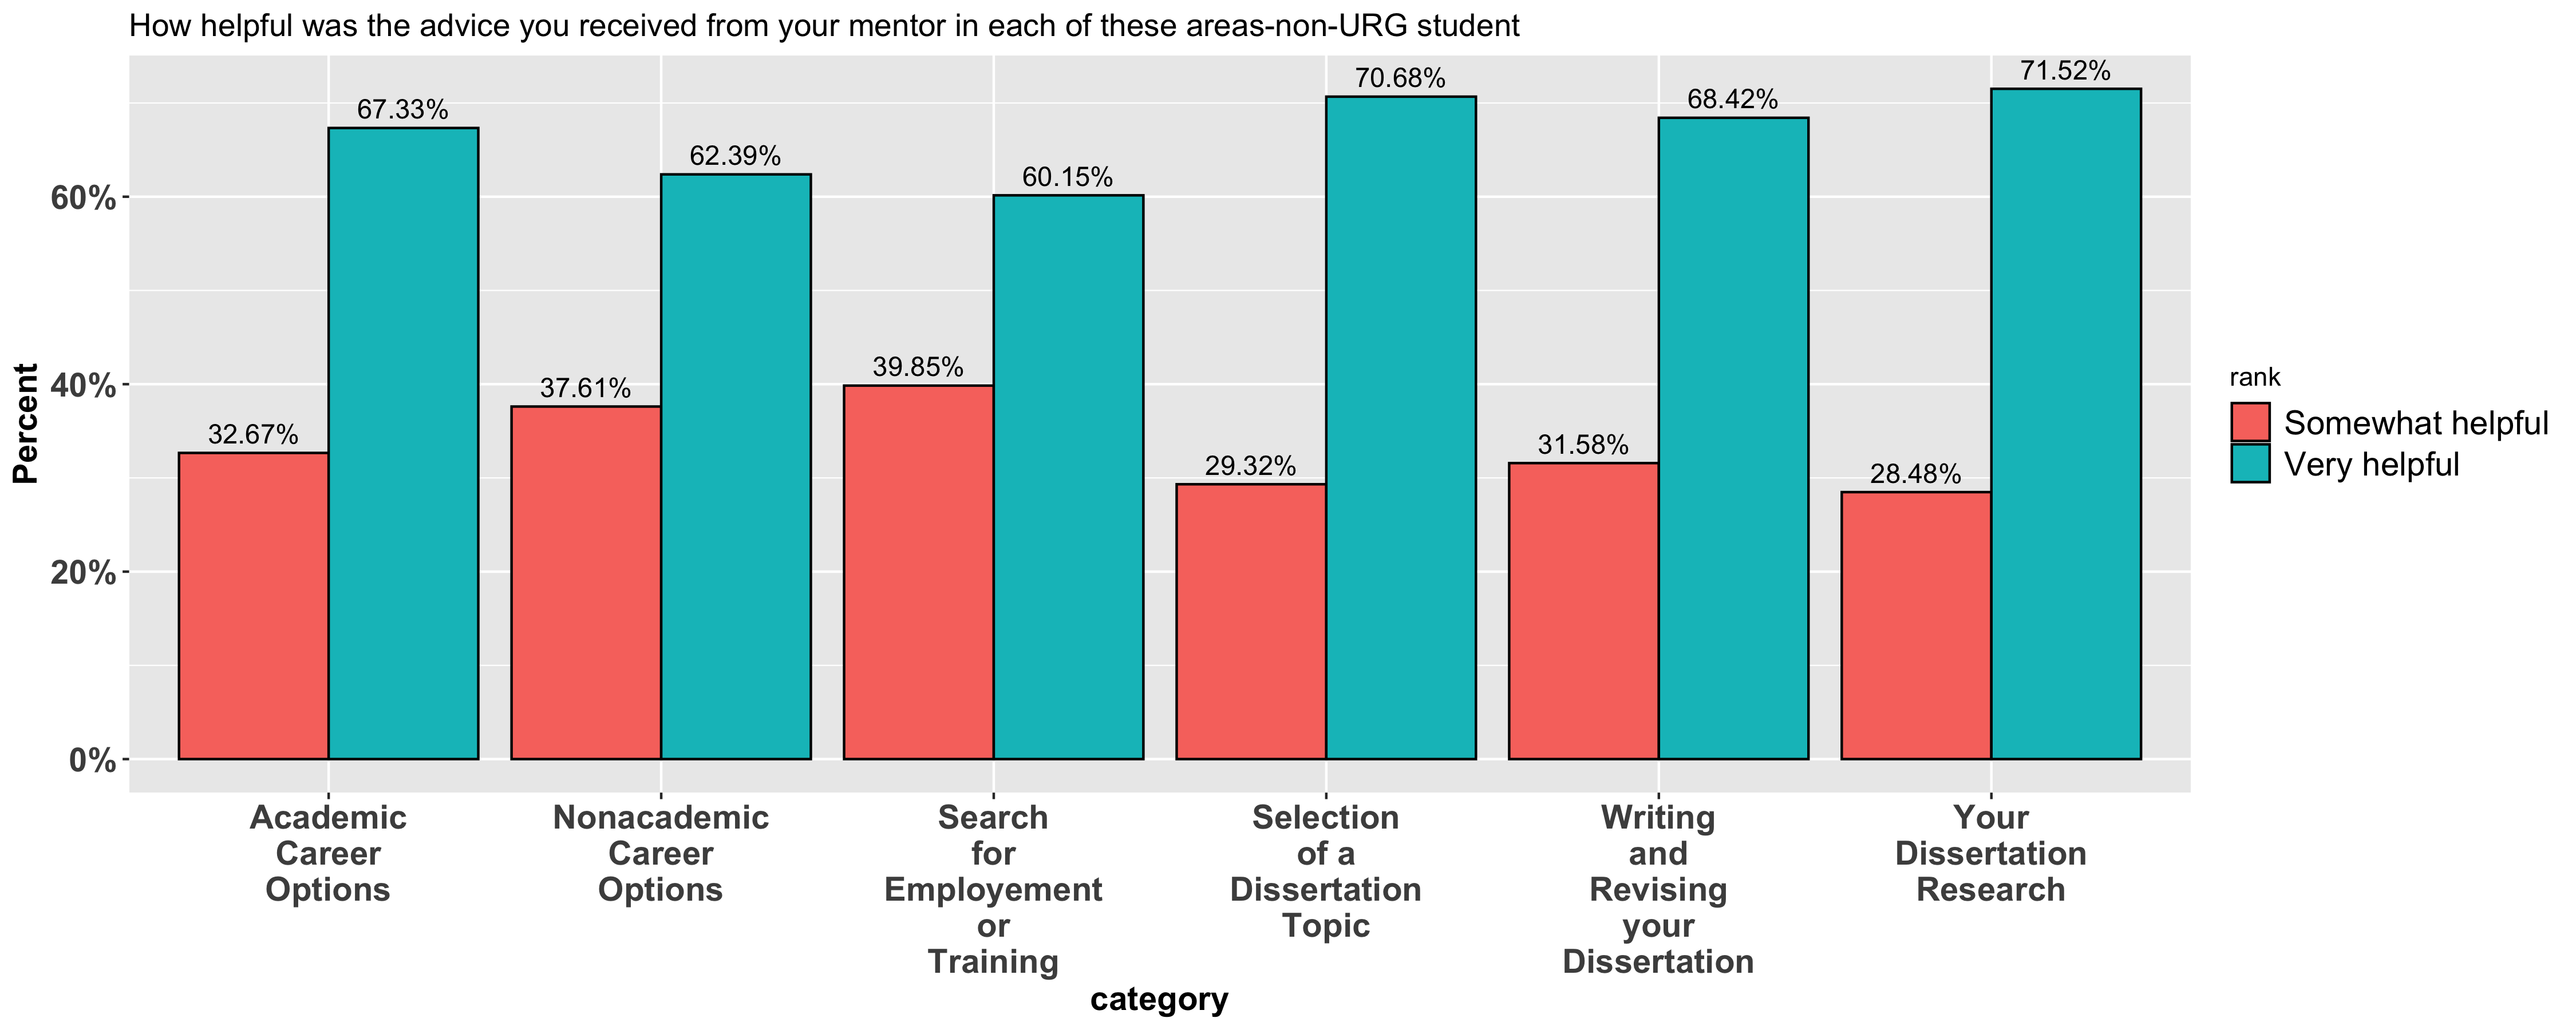 How helpful was the advice you received from your mentor in each of these areas-non-URG student
Percent
60%
40%
20%
0%
32.67%
67.33%
37.61%
62.39%
39.85%
60.15%
29.32%
70.68%
31.58%
68.42%
28.48%
71.52%
Academic
Career
Options
Nonacademic
Career
Options
Search
for
Employement
or
Training
Selection
of a
Dissertation
Topic
Writing
and
Revising
your
Dissertation
Your
Dissertation
Research
category
rank
Somewhat helpful
Very helpful